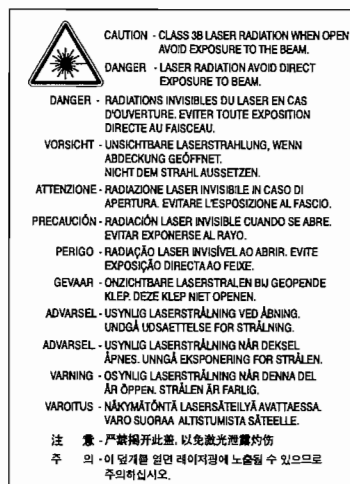 CAUTION - CLASS 3B LASER RADIATION WHEN OPEN
AVOID EXPOSURE TO THE BEAM.
DANGER - LASER RADIATION AVOID DIRECT
EXPOSURE TO BEAM.
DANGER - RADIATIONS INVISIBLES DU LASER EN CAS
D'OUVERTURE. EVITER TOUTE EXPOSITION
DIRECTE AU FAISCEAU.
VORSICHT - UNSICHTBARE LASERSTRAHLUNG, WENN
ABDECKUNG GEÖFFNET.
NICHT DEM STRAHL AUSSETZEN.
ATTENZIONE - RADIAZIONE LASER INVISIBILE IN CASO DI
APERTURA. EVITARE L'ESPOSIZIONE AL FASCIO.
PRECAUCIÓN - RADIACIÓN LASER INVISIBLE CUANDO SE ABRE.
EVITAR EXPONERSE AL RAYO.
PERIGO - RADIAÇÃO LASER INVISÍVEL AO ABRIR. EVITE
EXPOSIÇÃO DIRECTA AO FEIXE.
GEVAAR - ONZICHTBARE LASERSTRALEN BIJ GEOPENDE
KLEP. DEZE KLEP NIET OPENEN.
ADVARSEL - USYNLIG LASERSTRÅLNING VED ÅBNING.
UNDGÅ UDSAETTELSE FOR STRÅLNING.
ADVARSEL - USYNLIG LASERSTRÅLNING NÅR DEKSEL
ÅPNES. UNNGÅ EKSPONERING FOR STRÅLEN.
VARNING - OSYNLIG LASERSTRÅLNING NÅR DENNA DEL
ÄR ÖPPEN. STRÅLEN ÄR FARLIG.
VAROITUS - NÄKYMÄTÖNTÄ LASERSÄTEILYÄ AVATTAESSA.
VARO SUORAA ALTISTUMISTA SÄTEELLE.
注 意 - 严禁揭开此盖, 以免激光泄露灼伤
주 의 - 이 덮개를 열면 레이저광에 노출될 수 있으므로
주의하십시오.